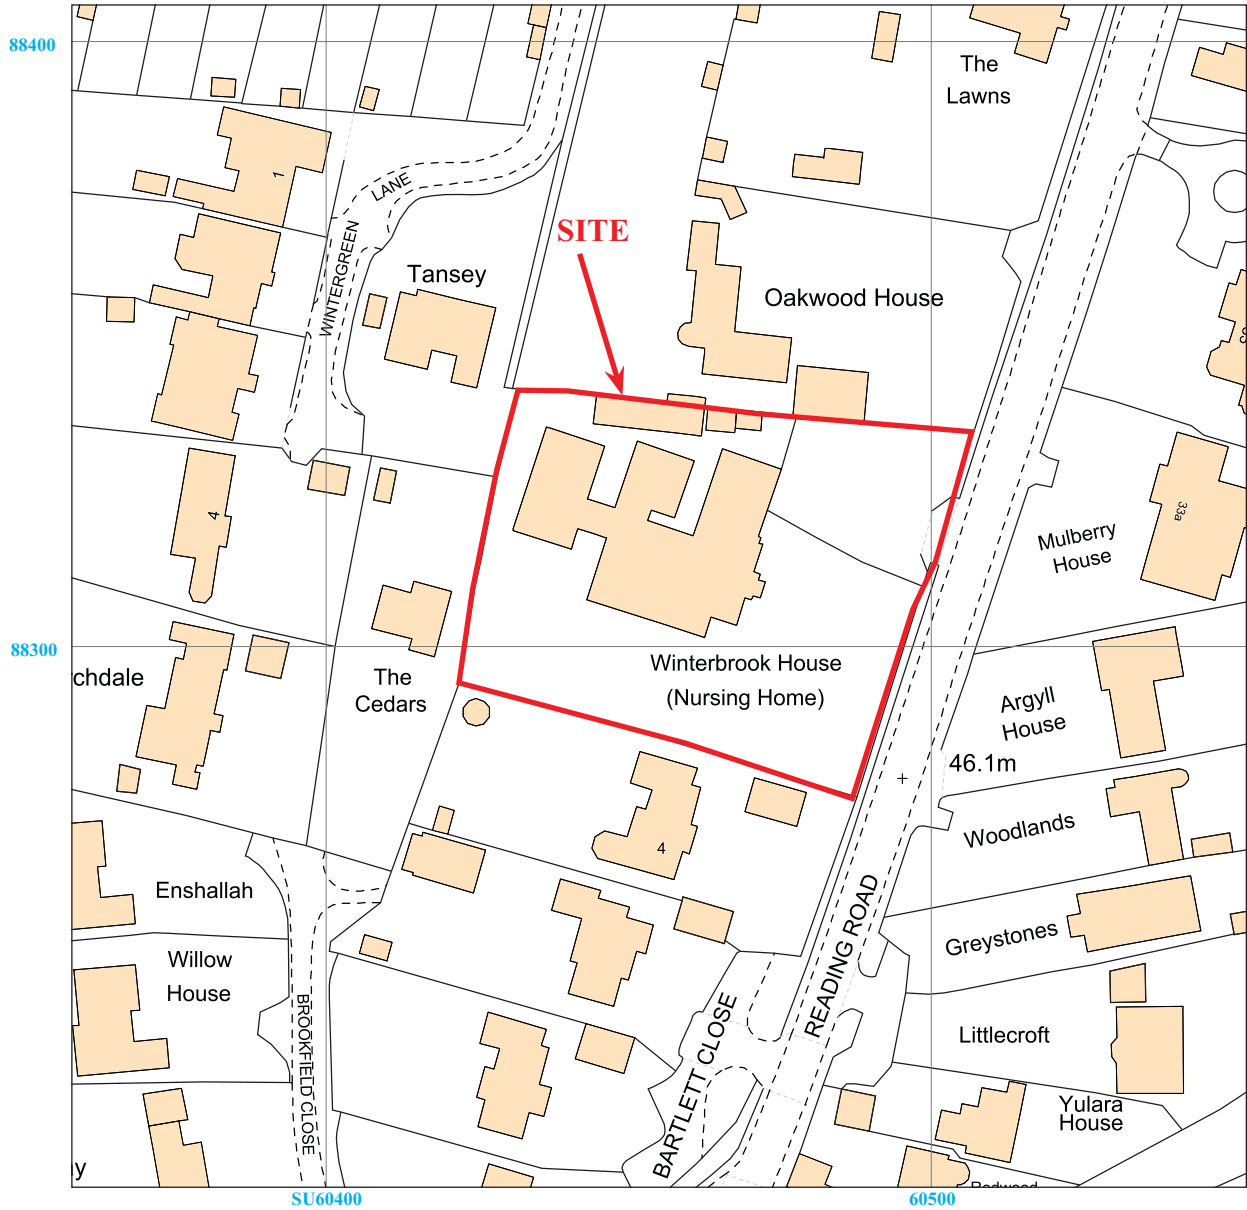 88400
The
Lawns
1
LANE
SITE
WINTERGREEN
Tansey
Oakwood House
4
33a
Mulberry
House
88300
chdale
The
Cedars
Winterbrook House
(Nursing Home)
Argyll
House
46.1m
Woodlands
4
Enshallah
READING ROAD
Greystones
Willow
House
BROOKFIELD CLOSE
BARTLETT CLOSE
Littlecroft
Yulara
House
y
Redwood
SU60400
60500